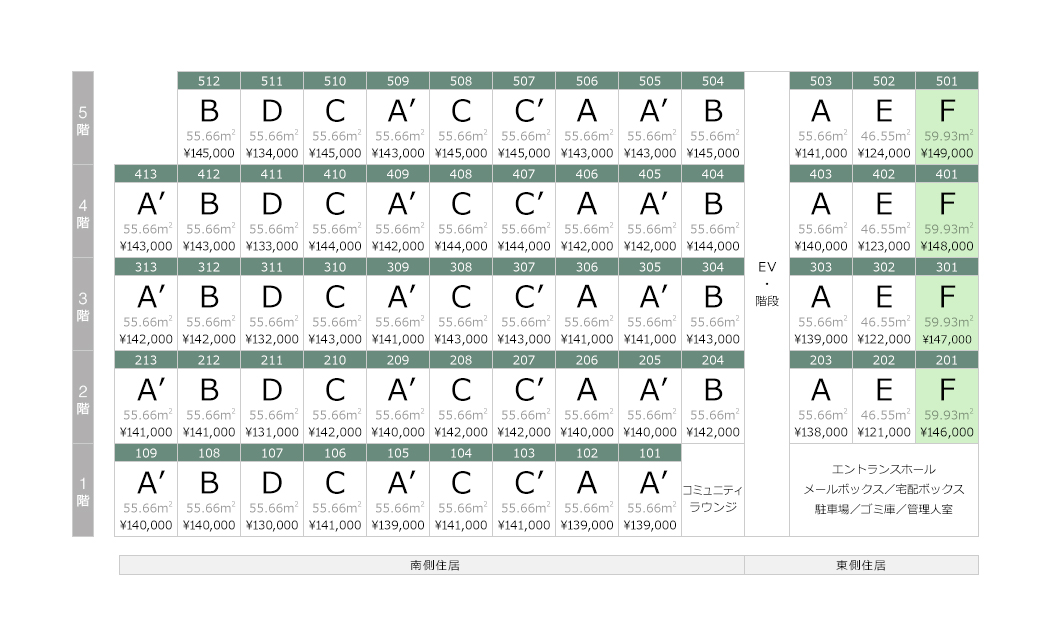 5階
512 511 510 509 508 507 506 505 504 503 502 501
B D C A′ C C′ A A′ B A E F
55.66m² 55.66m² 55.66m² 55.66m² 55.66m² 55.66m² 55.66m² 55.66m² 55.66m² 55.66m² 46.55m² 59.93m²
¥145,000 ¥134,000 ¥145,000 ¥143,000 ¥145,000 ¥145,000 ¥143,000 ¥143,000 ¥145,000 ¥141,000 ¥124,000 ¥149,000
4階
413 412 411 410 409 408 407 406 405 404 403 402 401
A′ B D C A′ C C′ A A′ B A E F
55.66m² 55.66m² 55.66m² 55.66m² 55.66m² 55.66m² 55.66m² 55.66m² 55.66m² 55.66m² 55.66m² 46.55m² 59.93m²
¥143,000 ¥143,000 ¥133,000 ¥144,000 ¥142,000 ¥144,000 ¥144,000 ¥142,000 ¥142,000 ¥144,000 ¥140,000 ¥123,000 ¥148,000
EV
・
階段
3階
313 312 311 310 309 308 307 306 305 304 303 302 301
A′ B D C A′ C C′ A A′ B A E F
55.66m² 55.66m² 55.66m² 55.66m² 55.66m² 55.66m² 55.66m² 55.66m² 55.66m² 55.66m² 55.66m² 46.55m² 59.93m²
¥142,000 ¥142,000 ¥132,000 ¥143,000 ¥141,000 ¥143,000 ¥143,000 ¥141,000 ¥141,000 ¥143,000 ¥139,000 ¥122,000 ¥147,000
2階
213 212 211 210 209 208 207 206 205 204 203 202 201
A′ B D C A′ C C′ A A′ B A E F
55.66m² 55.66m² 55.66m² 55.66m² 55.66m² 55.66m² 55.66m² 55.66m² 55.66m² 55.66m² 55.66m² 46.55m² 59.93m²
¥141,000 ¥141,000 ¥131,000 ¥142,000 ¥140,000 ¥142,000 ¥142,000 ¥140,000 ¥140,000 ¥142,000 ¥138,000 ¥121,000 ¥146,000
1階
109 108 107 106 105 104 103 102 101
A′ B D C A′ C C′ A A′
55.66m² 55.66m² 55.66m² 55.66m² 55.66m² 55.66m² 55.66m² 55.66m² 55.66m²
¥140,000 ¥140,000 ¥130,000 ¥141,000 ¥139,000 ¥141,000 ¥141,000 ¥139,000 ¥139,000
コミュニティ
ラウンジ
エントランスホール
メールボックス／宅配ボックス
駐車場／ゴミ庫／管理人室
南側住居 東側住居